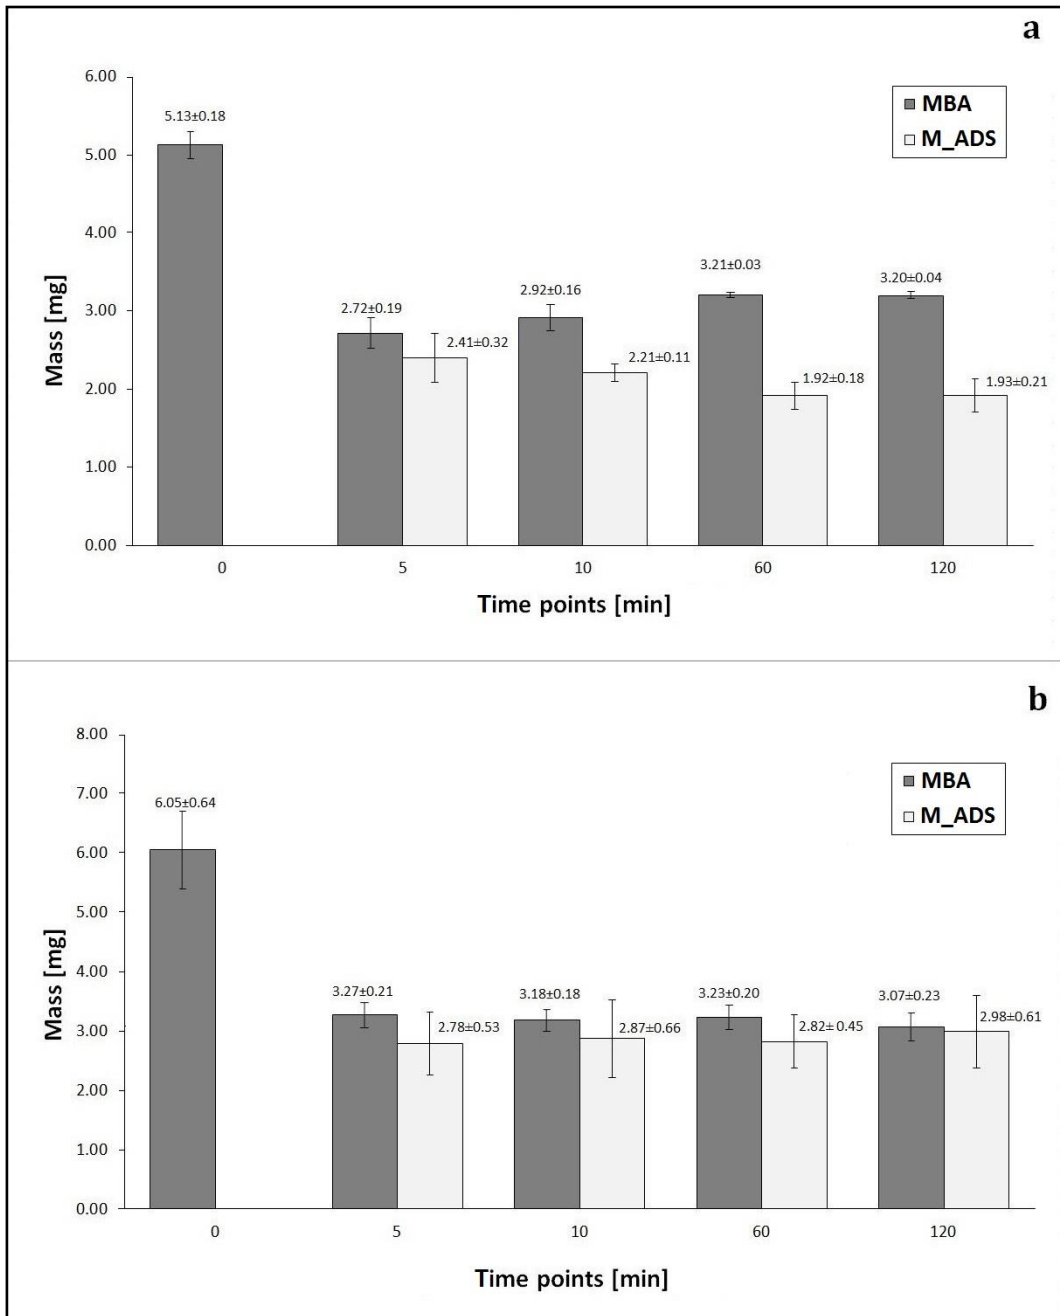 a
6.00
5.13±0.18
MBA
M_ADS
5.00
4.00
3.21±0.03
3.20±0.04
2.92±0.16
3.00
2.72±0.19
2.41±0.32
2.21±0.11
1.92±0.18
1.93±0.21
2.00
1.00
0.00
Mass [mg]
0 5 10 60 120
Time points [min]
b
8.00
7.00
6.05±0.64
MBA
M_ADS
6.00
5.00
4.00
3.27±0.21
3.18±0.18
3.23±0.20
3.07±0.23
3.00
2.78±0.53
2.87±0.66
2.82±0.45
2.98±0.61
2.00
1.00
0.00
Mass [mg]
0 5 10 60 120
Time points [min]